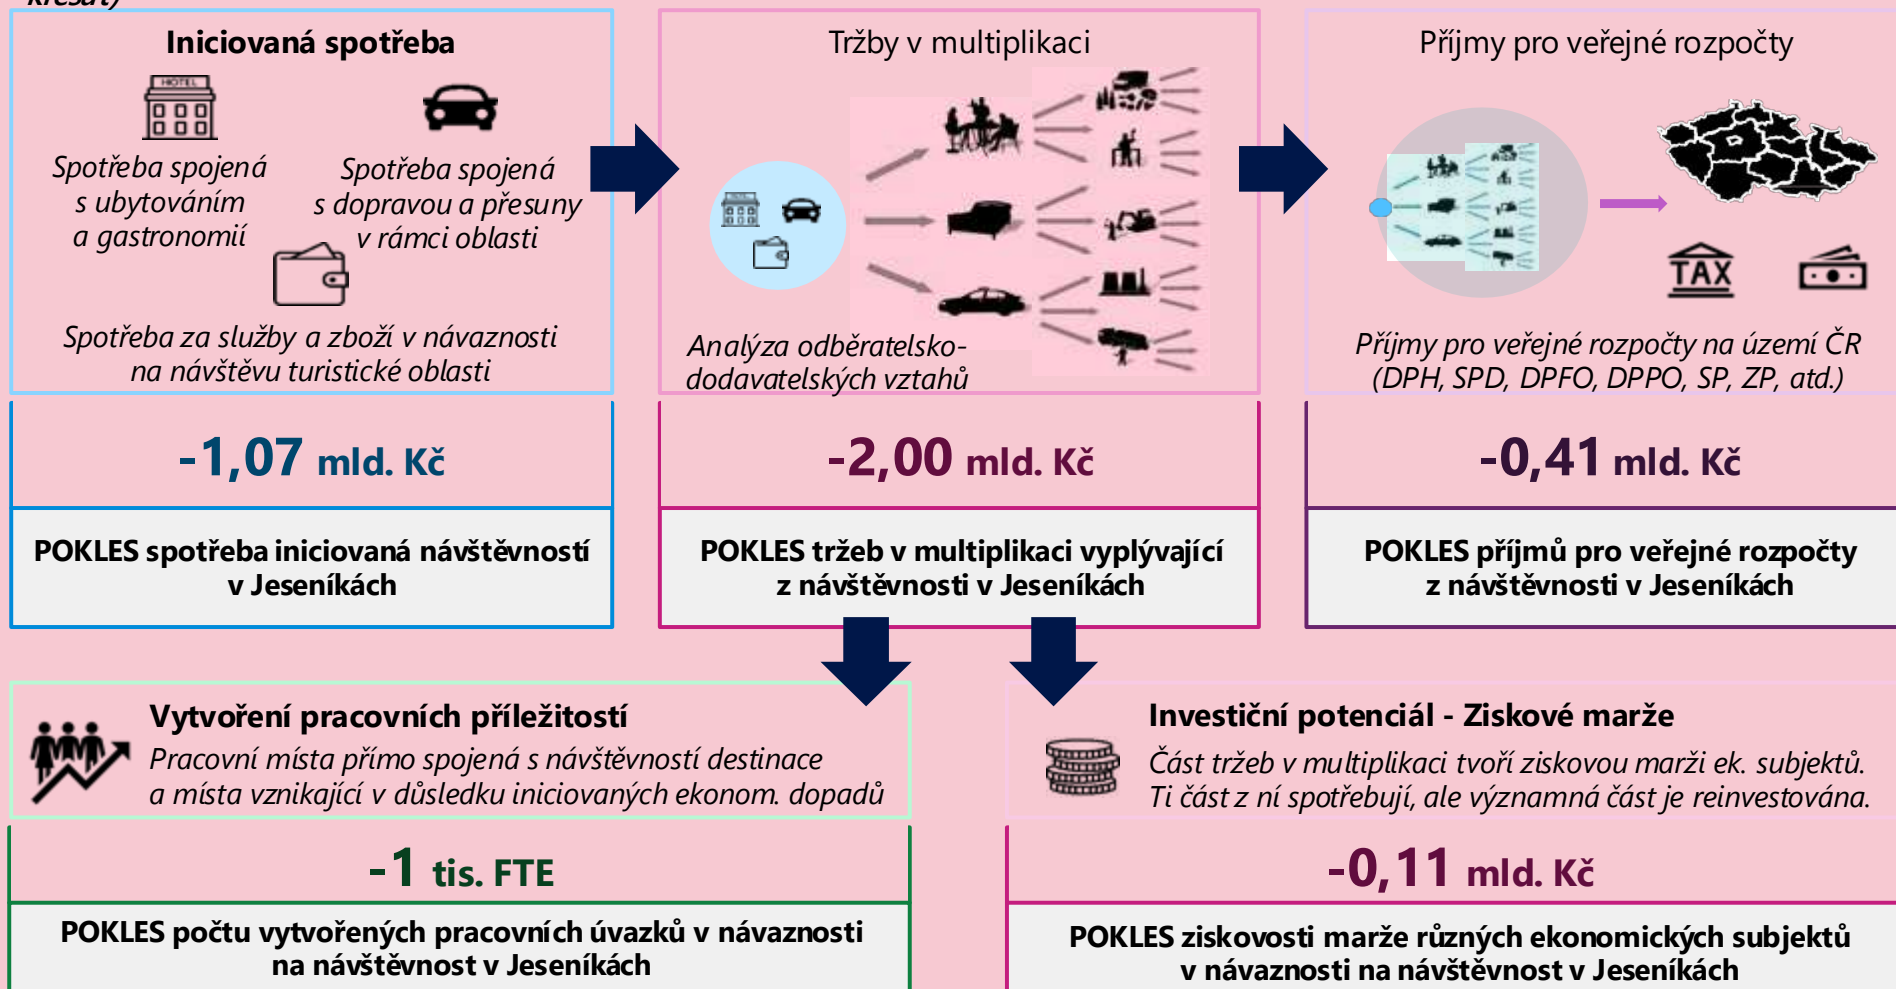 Iniciovaná spotřeba
HOTEL
Spotřeba spojená
s ubytováním
a gastronomií
Spotřeba spojená
s dopravou a přesuny
v rámci oblasti
Spotřeba za služby a zboží v návaznosti
na návštěvu turistické oblasti
-1,07 mld. Kč
POKLES spotřeba iniciovaná návštěvností
v Jeseníkách
Tržby v multiplikaci
Analýza odběratelsko-
dodavatelských vztahů
-2,00 mld. Kč
POKLES tržeb v multiplikaci vyplývající
z návštěvnosti v Jeseníkách
Příjmy pro veřejné rozpočty
TAX
Příjmy pro veřejné rozpočty na území ČR
(DPH, SPD, DPFO, DPPO, SP, ZP, atd.)
-0,41 mld. Kč
POKLES příjmů pro veřejné rozpočty
z návštěvnosti v Jeseníkách
Vytvoření pracovních příležitostí
Pracovní místa přímo spojená s návštěvností destinace
a místa vznikající v důsledku iniciovaných ekonom. dopadů
-1 tis. FTE
POKLES počtu vytvořených pracovních úvazků v návaznosti
na návštěvnost v Jeseníkách
Investiční potenciál - Ziskové marže
Část tržeb v multiplikaci tvoří ziskovou marži ek. subjektů.
Ti část z ní spotřebují, ale významná část je reinvestována.
-0,11 mld. Kč
POKLES ziskovosti marže různých ekonomických subjektů
v návaznosti na návštěvnost v Jeseníkách